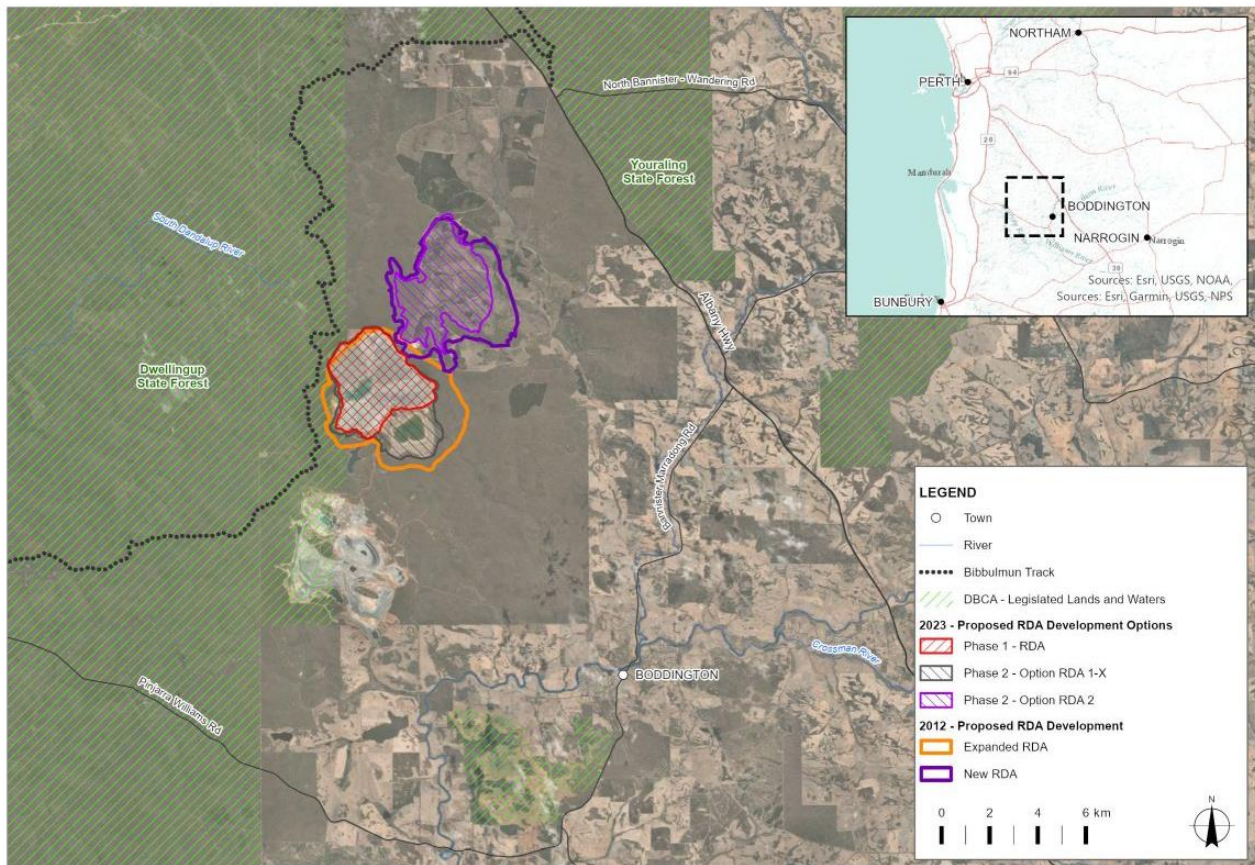 North Bannister - Wandering Rd
Youraling
State Forest
South Dandalup River
Albany Hwy
Dwellingup
State Forest
Bannister Marradong Rd
Crossman River
BODDINGTON
Pinjarra Williams Rd
NORTHAM
PERTH
94
20
Mandurah
BODDINGTON
NARROGIN
Narrogin
30
BUNBURY
Sources: Esri, USGS, NOAA,
Sources: Esri, Garmin, USGS, NPS
LEGEND
Town
River
Bibbulmun Track
DBCA - Legislated Lands and Waters
2023 - Proposed RDA Development Options
Phase 1 - RDA
Phase 2 - Option RDA 1-X
Phase 2 - Option RDA 2
2012 - Proposed RDA Development
Expanded RDA
New RDA
0 2 4 6 km
N